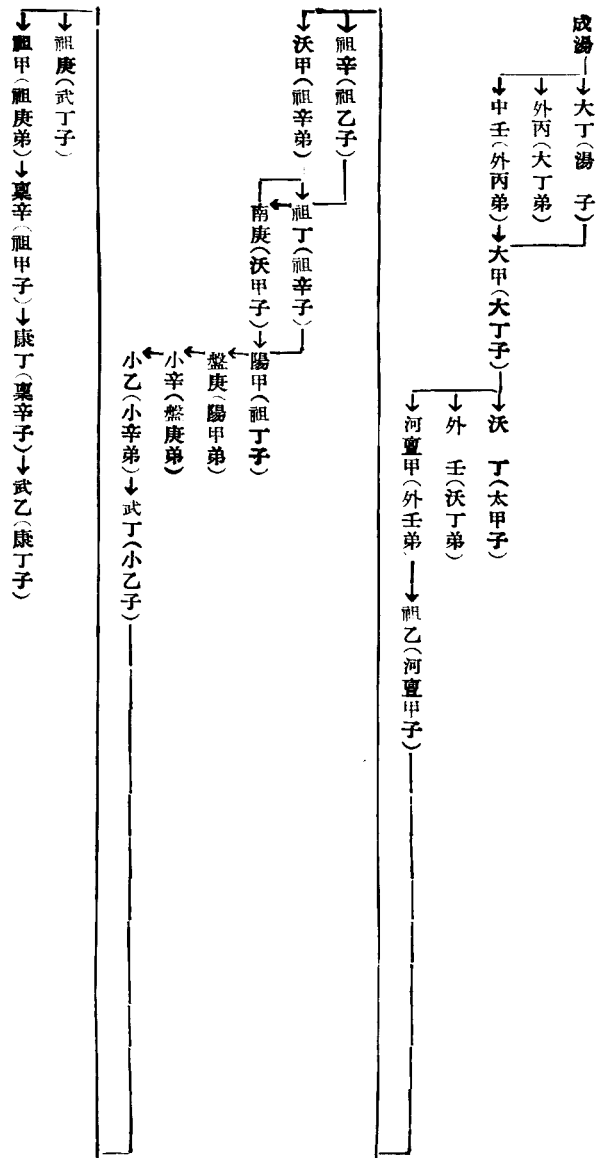 成湯
大丁(湯　子)
外丙(大丁弟)
中壬(外丙弟)→大甲(大丁子)
沃　丁(太甲子)
外　壬(沃丁弟)
河亶甲(外壬弟)→祖乙(河亶甲子)
祖辛(祖乙子)
沃甲(祖辛弟)
祖丁(祖辛子)
南庚(沃甲子)→陽甲(祖丁子)
盤庚(陽甲弟)
小辛(盤庚弟)
小乙(小辛弟)→武丁(小乙子)
祖庚(武丁子)
祖甲(祖庚弟)→稟辛(祖甲子)→康丁(稟辛子)→武乙(康丁子)